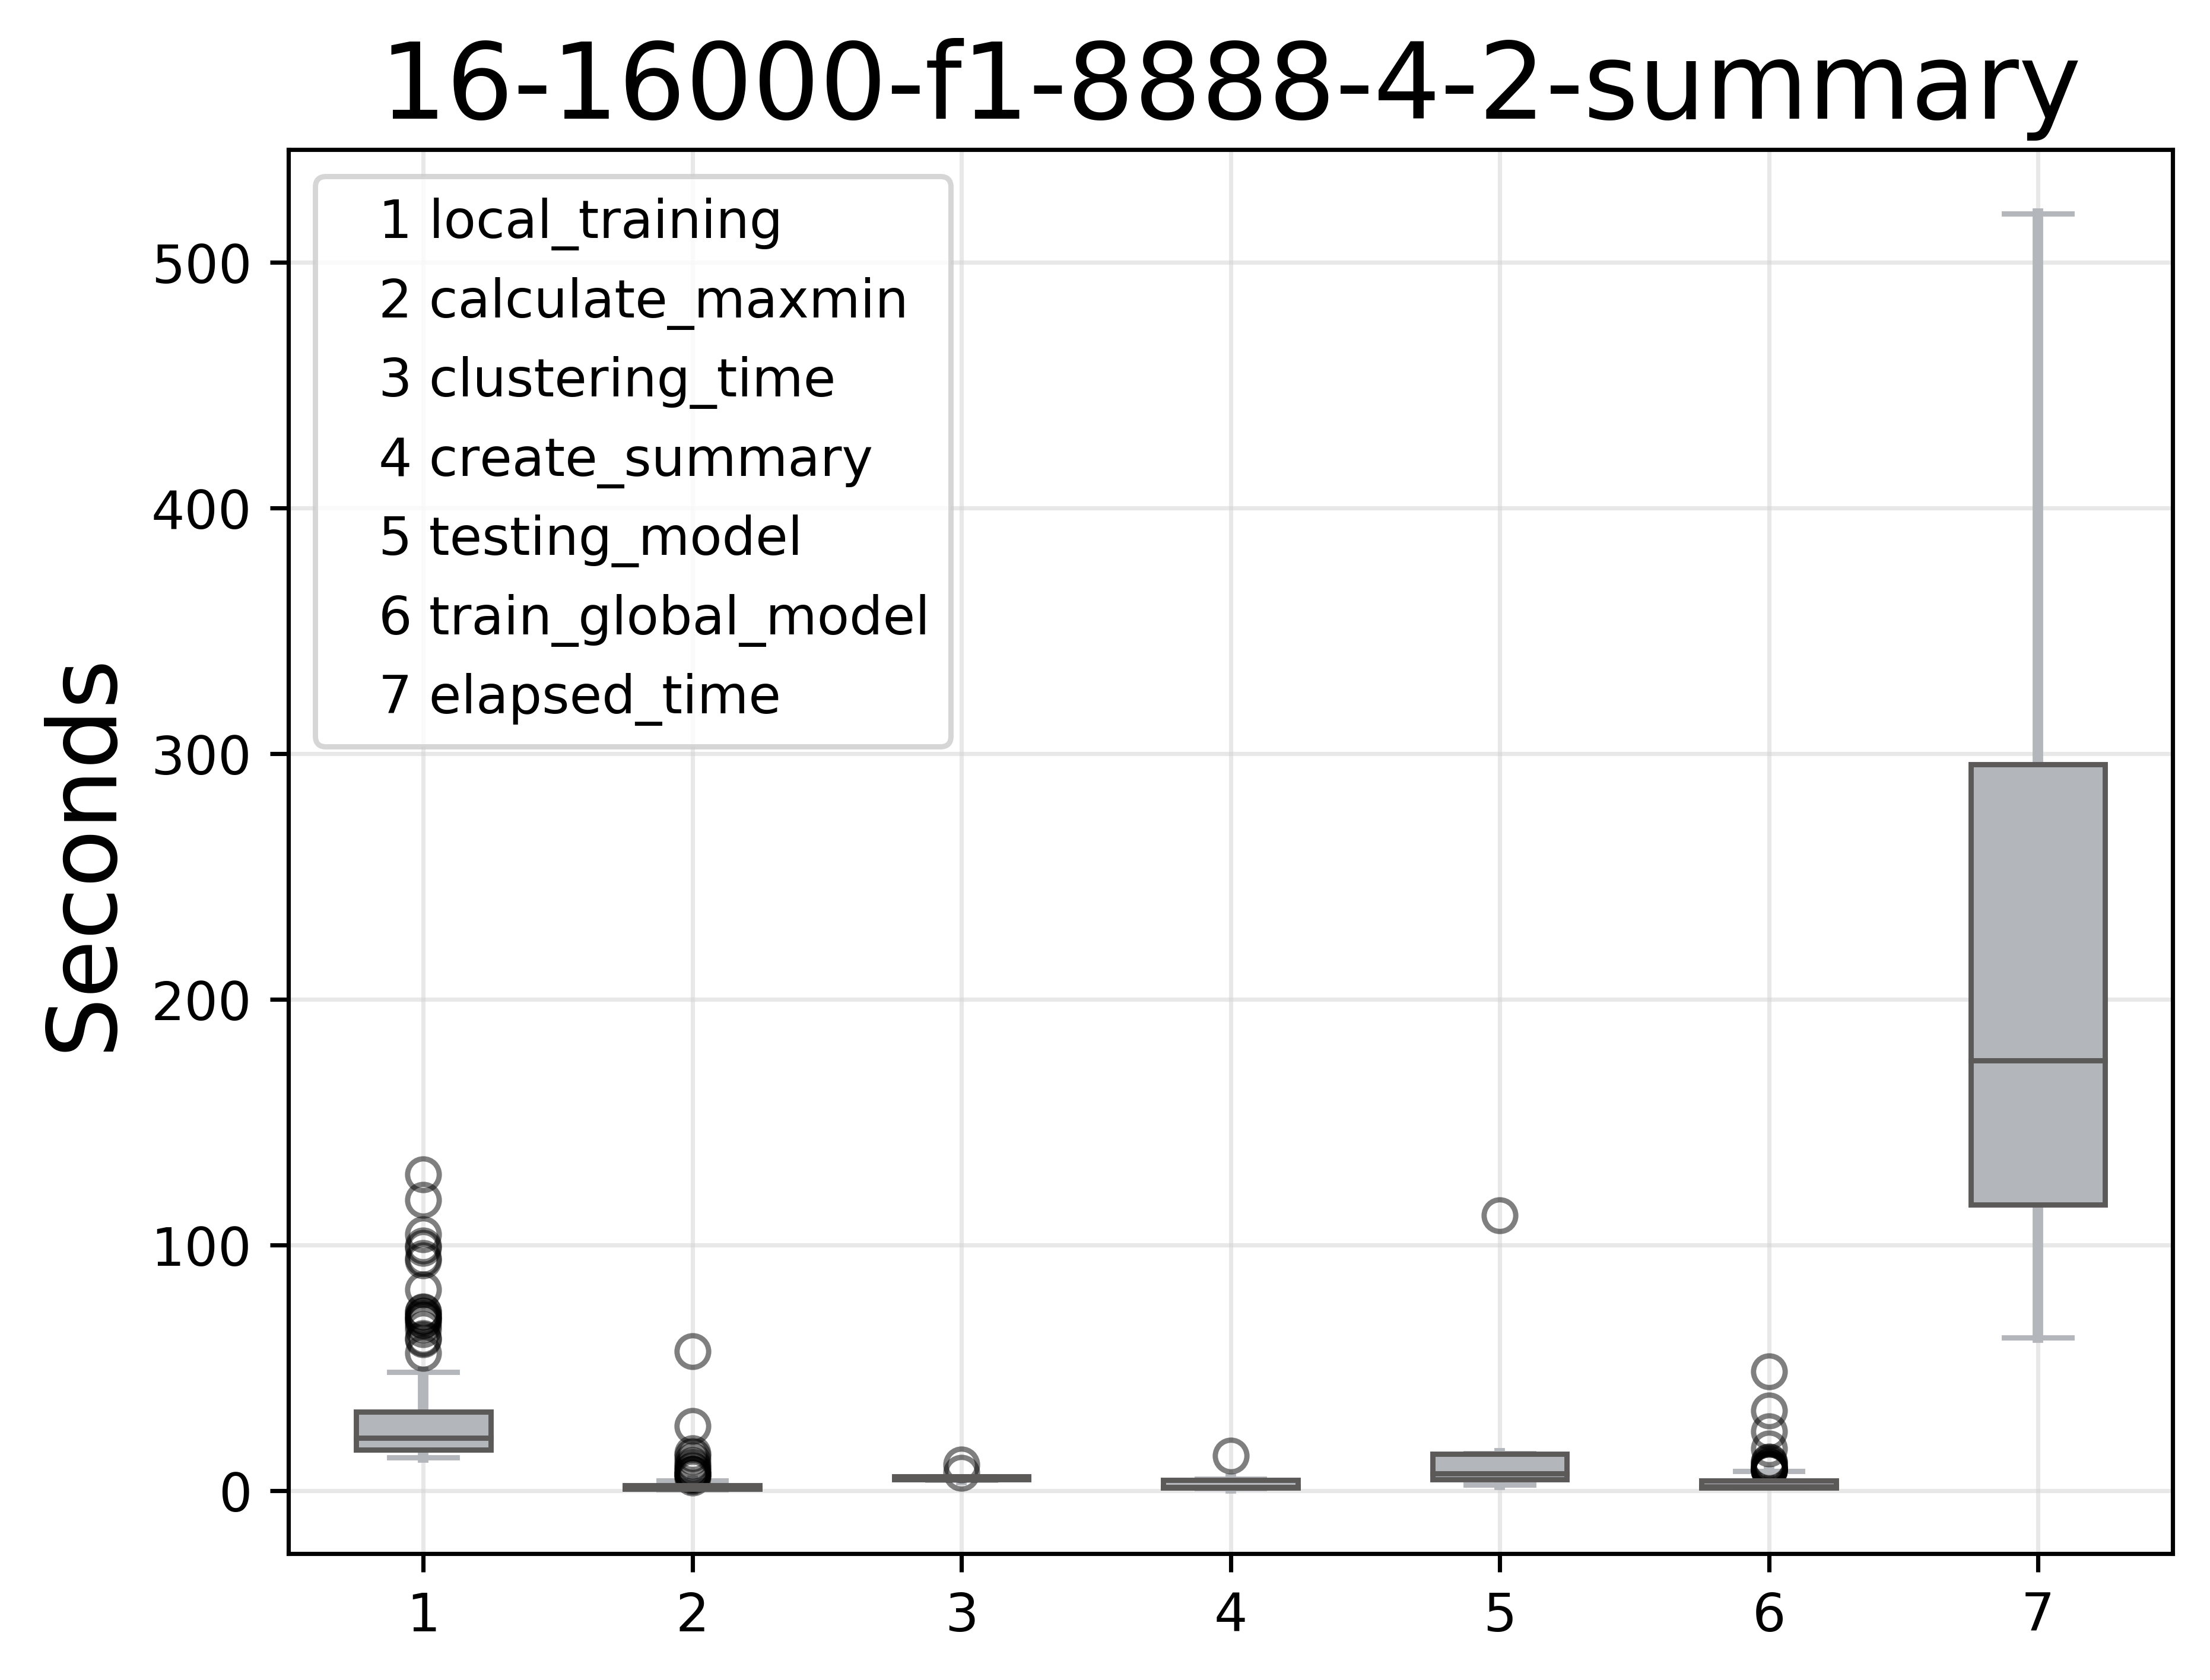 16-16000-f1-8888-4-2-summary
1 local_training
2 calculate_maxmin
3 clustering_time
4 create_summary
5 testing_model
6 train_global_model
7 elapsed_time
Seconds
500
400
300
200
100
0
1 2 3 4 5 6 7